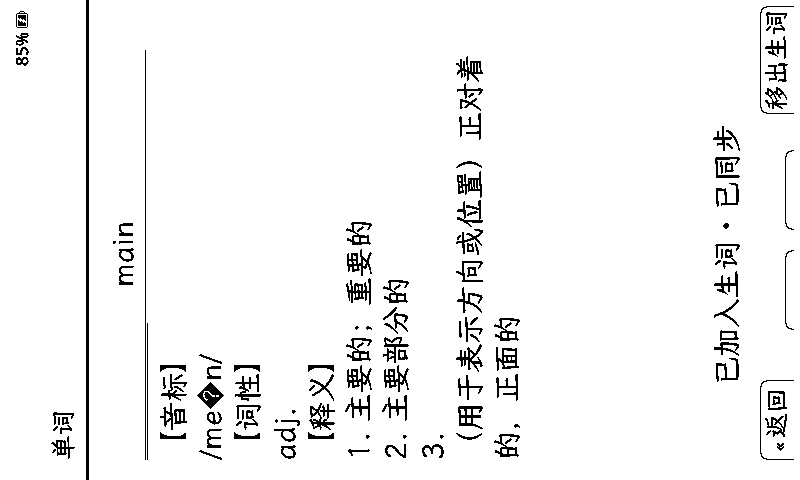 85%
单词
main
【音标】
/me�n/
【词性】
adj.
【释义】
1. 主要的；重要的
2. 主要部分的
3.
（用于表示方向或位置）正对着
的，正面的
已加入生词·已同步
«返回
移出生词